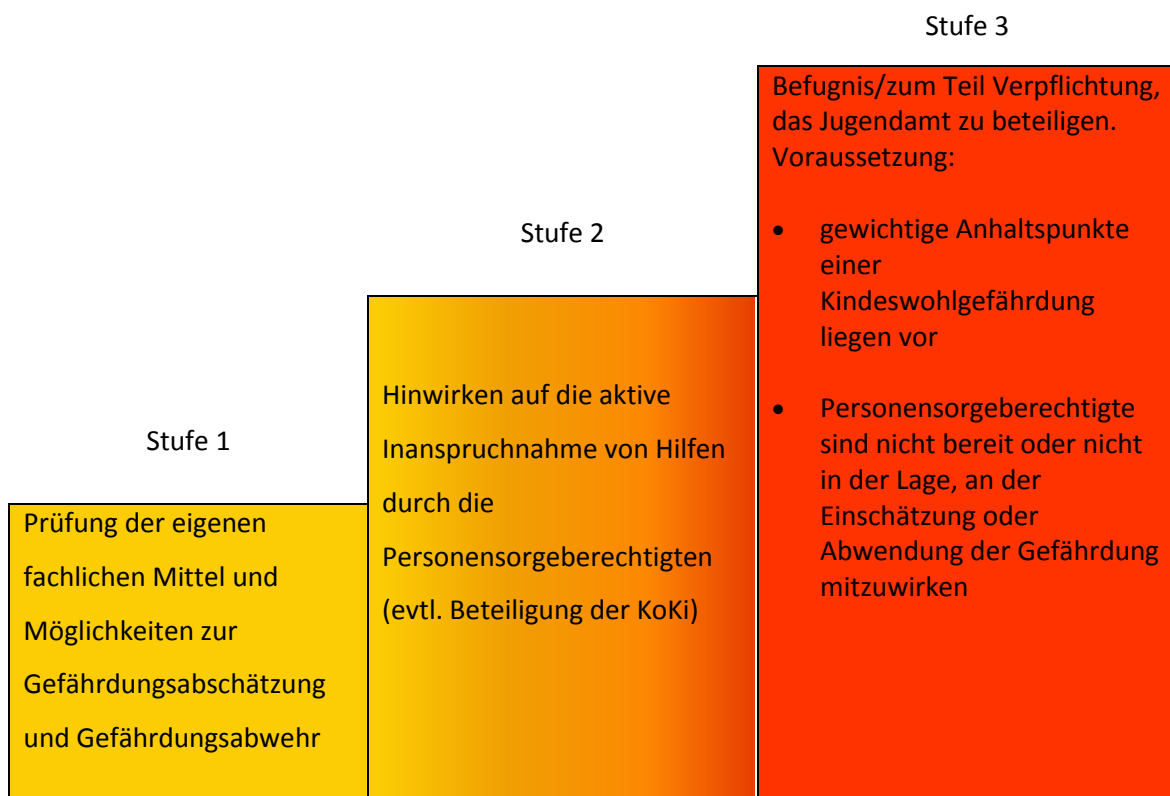 Stufe 1
Prüfung der eigenen
fachlichen Mittel und
Möglichkeiten zur
Gefährdungsabschätzung
und Gefährdungsabwehr
Stufe 2
Hinwirken auf die aktive
Inanspruchnahme von Hilfen
durch die
Personensorgeberechtigten
(evtl. Beteiligung der KoKi)
Stufe 3
Befugnis/zum Teil Verpflichtung,
das Jugendamt zu beteiligen.
Voraussetzung:
• gewichtige Anhaltspunkte
einer
Kindeswohlgefährdung
liegen vor
• Personensorgeberechtigte
sind nicht bereit oder nicht
in der Lage, an der
Einschätzung oder
Abwendung der Gefährdung
mitzuwirken